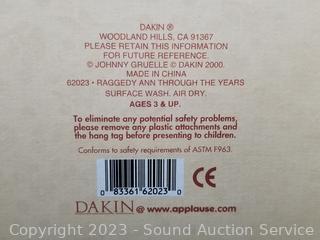 DAKIN ®
WOODLAND HILLS, CA 91367
PLEASE RETAIN THIS INFORMATION
FOR FUTURE REFERENCE.
© JOHNNY GRUELLE © DAKIN 2000.
MADE IN CHINA
62023 • RAGGEDY ANN THROUGH THE YEARS
SURFACE WASH. AIR DRY.
AGES 3 & UP.
To eliminate any potential safety problems,
please remove any plastic attachments and
the hang tag before presenting to children.
Conforms to safety requirements of ASTM F963.
0 83361 62023 0
CE
DAKIN @ www.applause.com
Copyright 2023 - Sound Auction Service